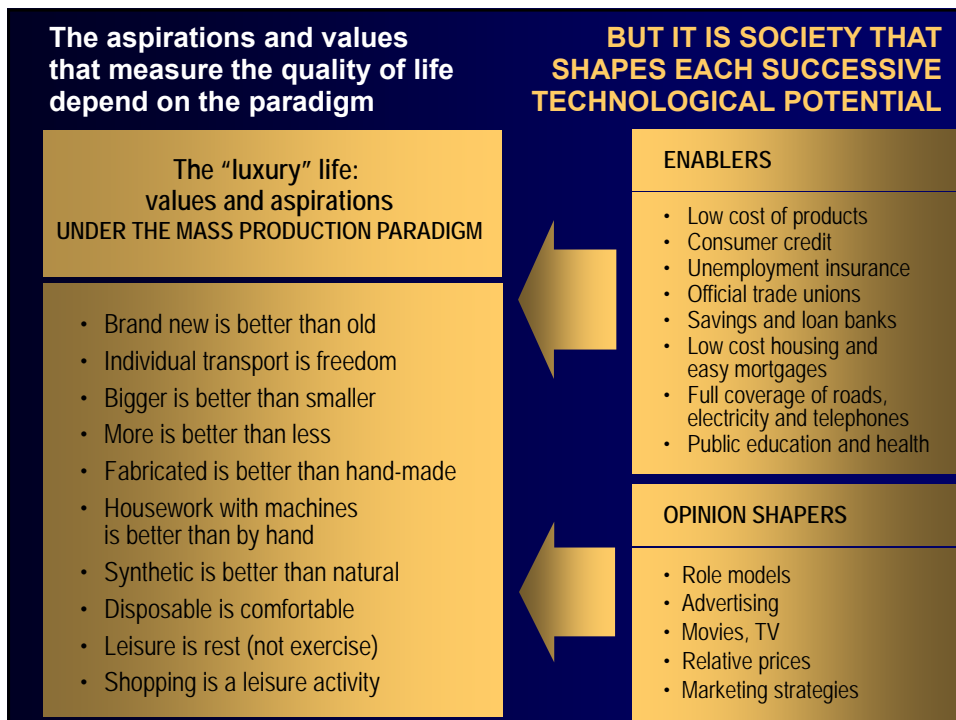 The aspirations and values
that measure the quality of life
depend on the paradigm
BUT IT IS SOCIETY THAT
SHAPES EACH SUCCESSIVE
TECHNOLOGICAL POTENTIAL
The “luxury” life:
values and aspirations
UNDER THE MASS PRODUCTION PARADIGM
• Brand new is better than old
• Individual transport is freedom
• Bigger is better than smaller
• More is better than less
• Fabricated is better than hand-made
• Housework with machines
is better than by hand
• Synthetic is better than natural
• Disposable is comfortable
• Leisure is rest (not exercise)
• Shopping is a leisure activity
ENABLERS
• Low cost of products
• Consumer credit
• Unemployment insurance
• Official trade unions
• Savings and loan banks
• Low cost housing and
easy mortgages
• Full coverage of roads,
electricity and telephones
• Public education and health
OPINION SHAPERS
• Role models
• Advertising
• Movies, TV
• Relative prices
• Marketing strategies